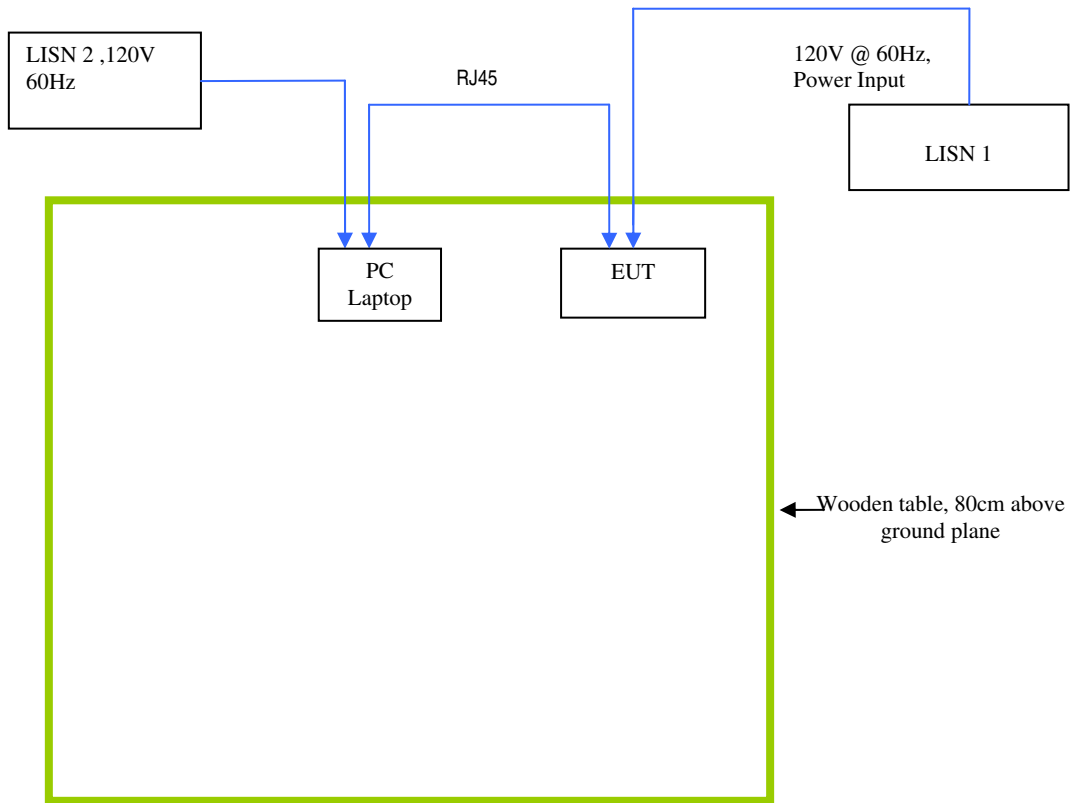 LISN 2 ,120V
60Hz
RJ45
120V @ 60Hz,
Power Input
LISN 1
PC
Laptop
EUT
Wooden table, 80cm above
ground plane